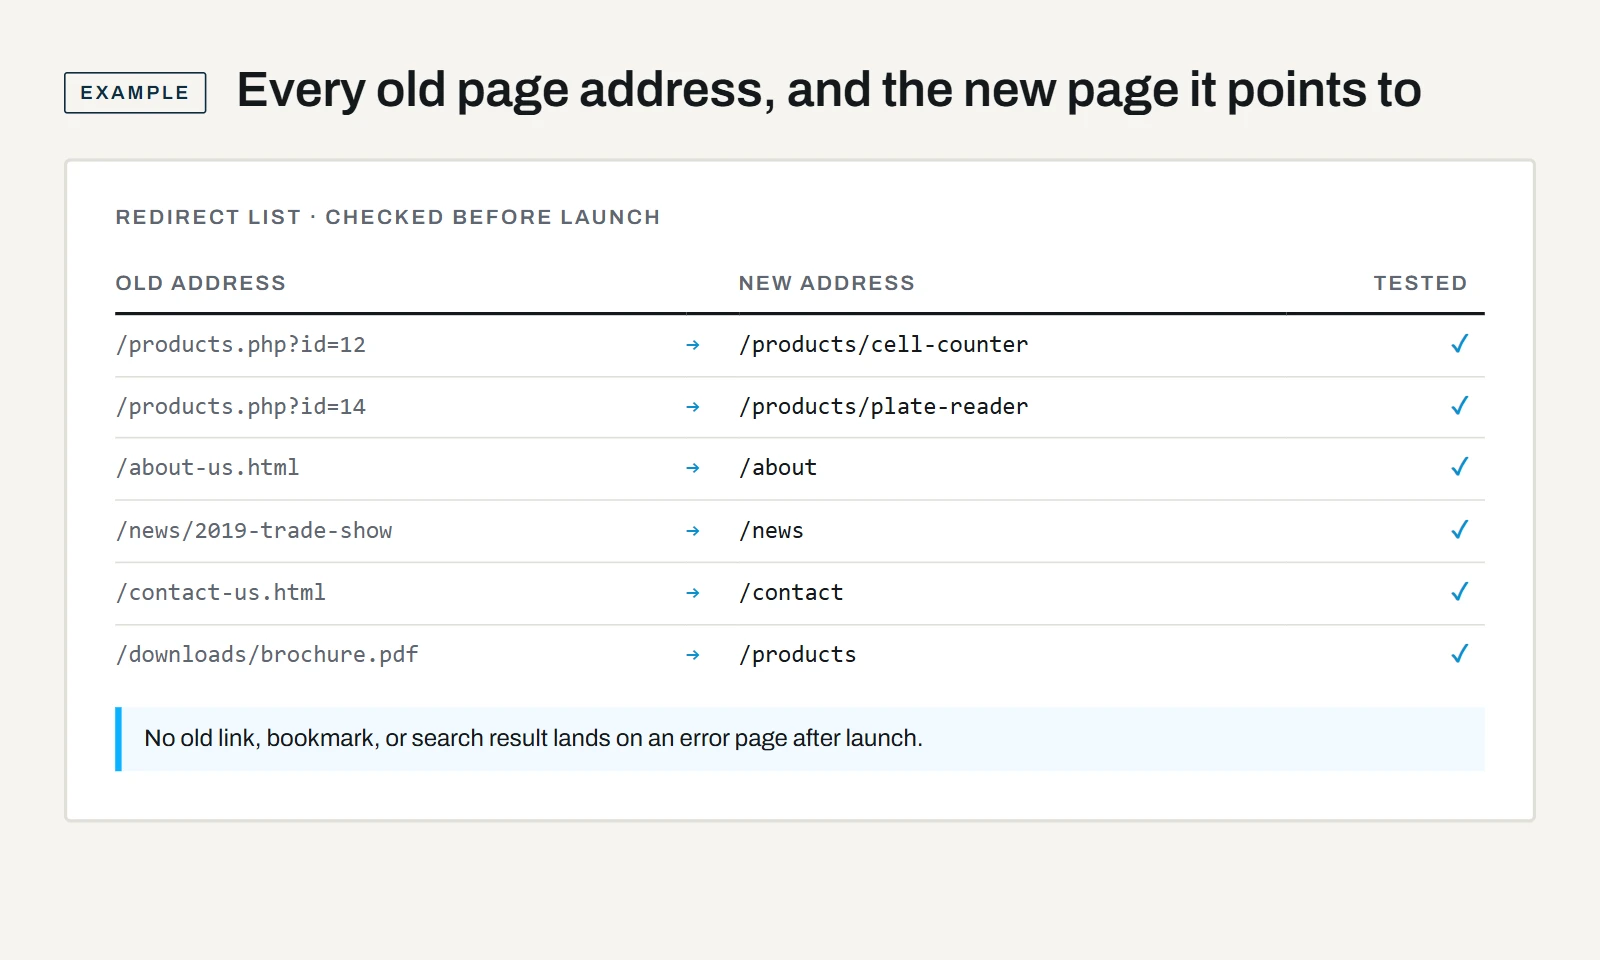 EXAMPLE Every old page address, and the new page it points to
REDIRECT LIST · CHECKED BEFORE LAUNCH
OLD ADDRESS NEW ADDRESS TESTED
/products.php?id=12 → /products/cell-counter ✓
/products.php?id=14 → /products/plate-reader ✓
/about-us.html → /about ✓
/news/2019-trade-show → /news ✓
/contact-us.html → /contact ✓
/downloads/brochure.pdf → /products ✓
No old link, bookmark, or search result lands on an error page after launch.